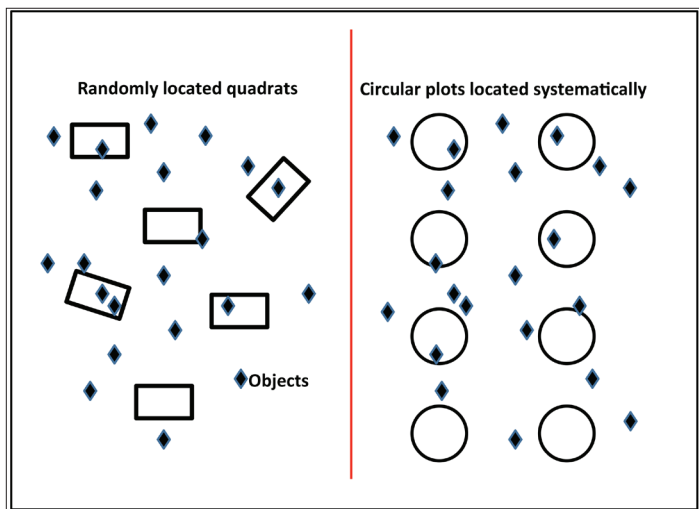 Randomly located quadrats
Circular plots located systematically
Objects